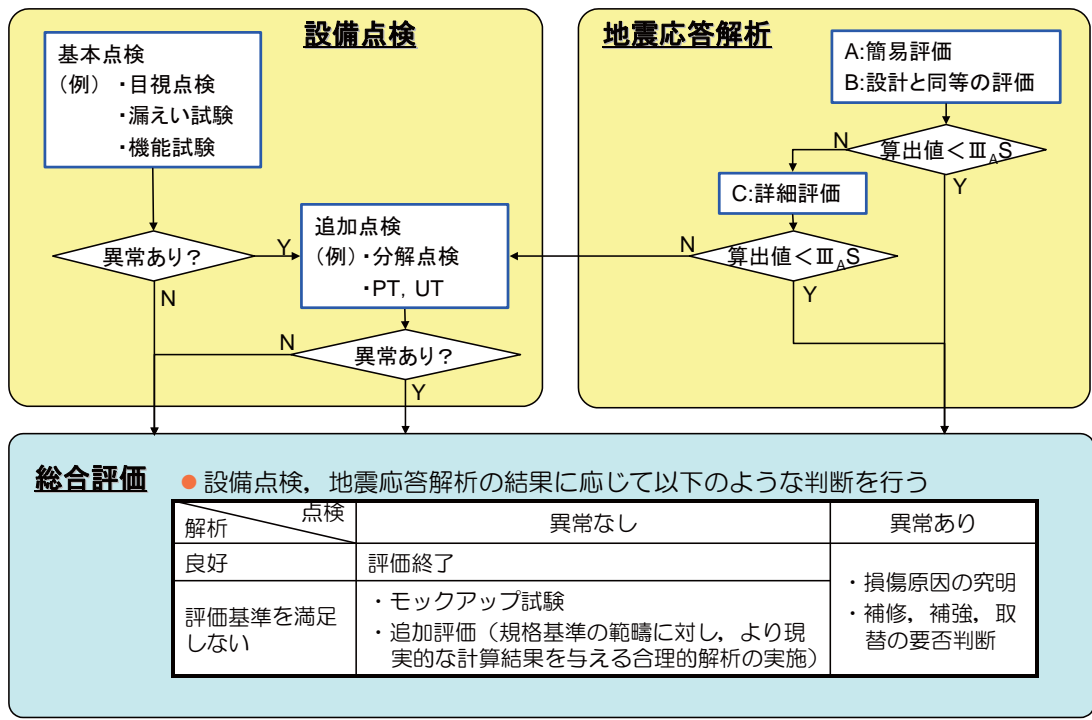 設備点検
基本点検
（例） ・目視点検
・漏えい試験
・機能試験
異常あり？
Y
N
追加点検
（例）・分解点検
・PT，UT
異常あり？
N
Y
地震応答解析
A:簡易評価
B:設計と同等の評価
算出値＜ⅢAS
N
Y
C:詳細評価
算出値＜ⅢAS
N
Y
総合評価
● 設備点検，地震応答解析の結果に応じて以下のような判断を行う
点検
解析
異常なし
異常あり
良好
評価終了
評価基準を満足
しない
・モックアップ試験
・追加評価（規格基準の範疇に対し，より現
実的な計算結果を与える合理的解析の実施）
・損傷原因の究明
・補修，補強，取
替の要否判断